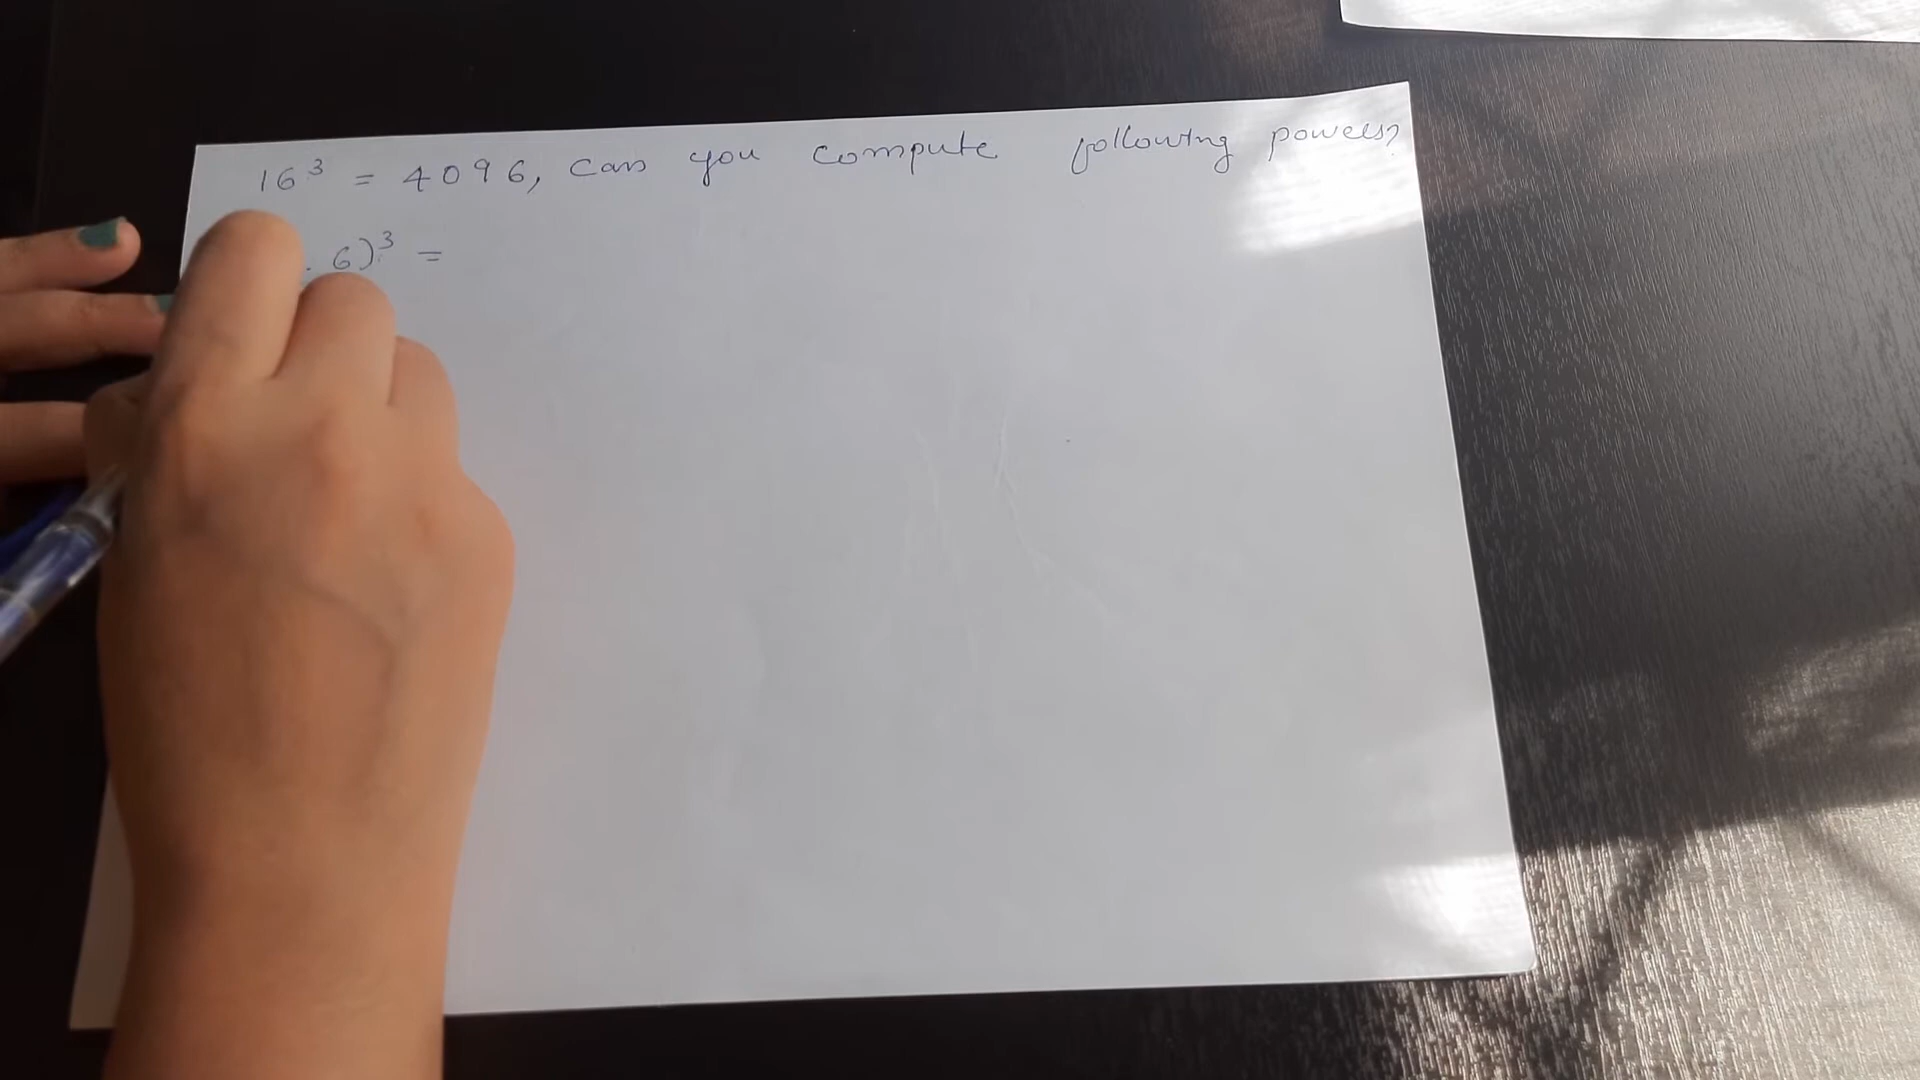 16³ = 4096, can you compute following powers?
. 6)³ =